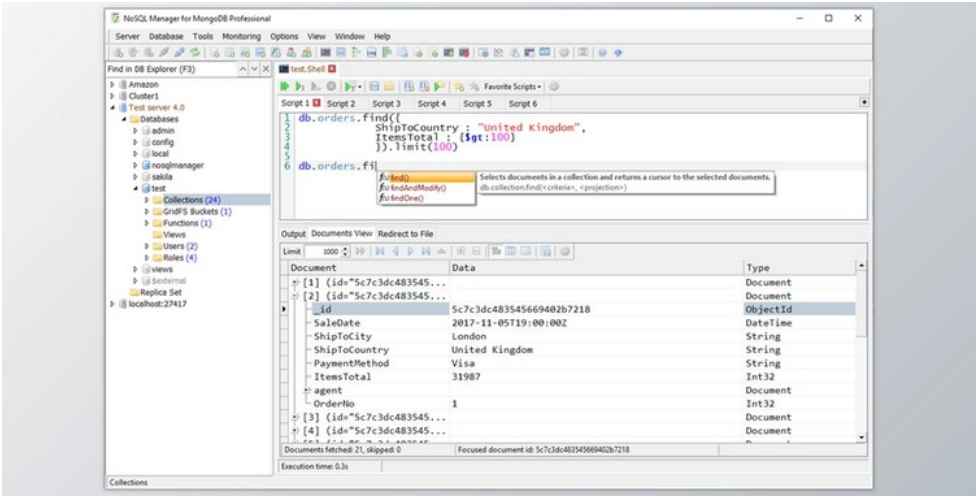 NoSQL Manager for MongoDB Professional
Server Database Tools Monitoring Options View Window Help
Find in DB Explorer (F3)
Amazon
Cluster1
Test server 4.0
Databases
admin
config
local
nosqlmanager
sakila
test
Collections (24)
GridFS Buckets (1)
Functions (1)
Views
Users (2)
Roles (4)
views
$external
Replica Set
localhost:27417
test.Shell
Favorite Scripts
Script 1 Script 2 Script 3 Script 4 Script 5 Script 6
1 db.orders.find({
2 ShipToCountry : "United Kingdom",
3 ItemsTotal : {$gt:100}
4 }).limit(100)
5
6 db.orders.fi
find()
findAndModify()
findOne()
Selects documents in a collection and returns a cursor to the selected documents.
db.collection.find(<criteria>, <projection>)
Output Documents View Redirect to File
Limit 1000
Document Data Type
[1] (id="5c7c3dc483545... Document
[2] (id="5c7c3dc483545... Document
_id 5c7c3dc483545669402b7218 ObjectId
SaleDate 2017-11-05T19:00:00Z DateTime
ShipToCity London String
ShipToCountry United Kingdom String
PaymentMethod Visa String
ItemsTotal 31987 Int32
agent Document
OrderNo 1 Int32
[3] (id="5c7c3dc483545... Document
[4] (id="5c7c3dc483545... Document
Documents fetched: 21, skipped: 0 Focused document id: 5c7c3dc483545669402b7218
Execution time: 0.3s
Collections